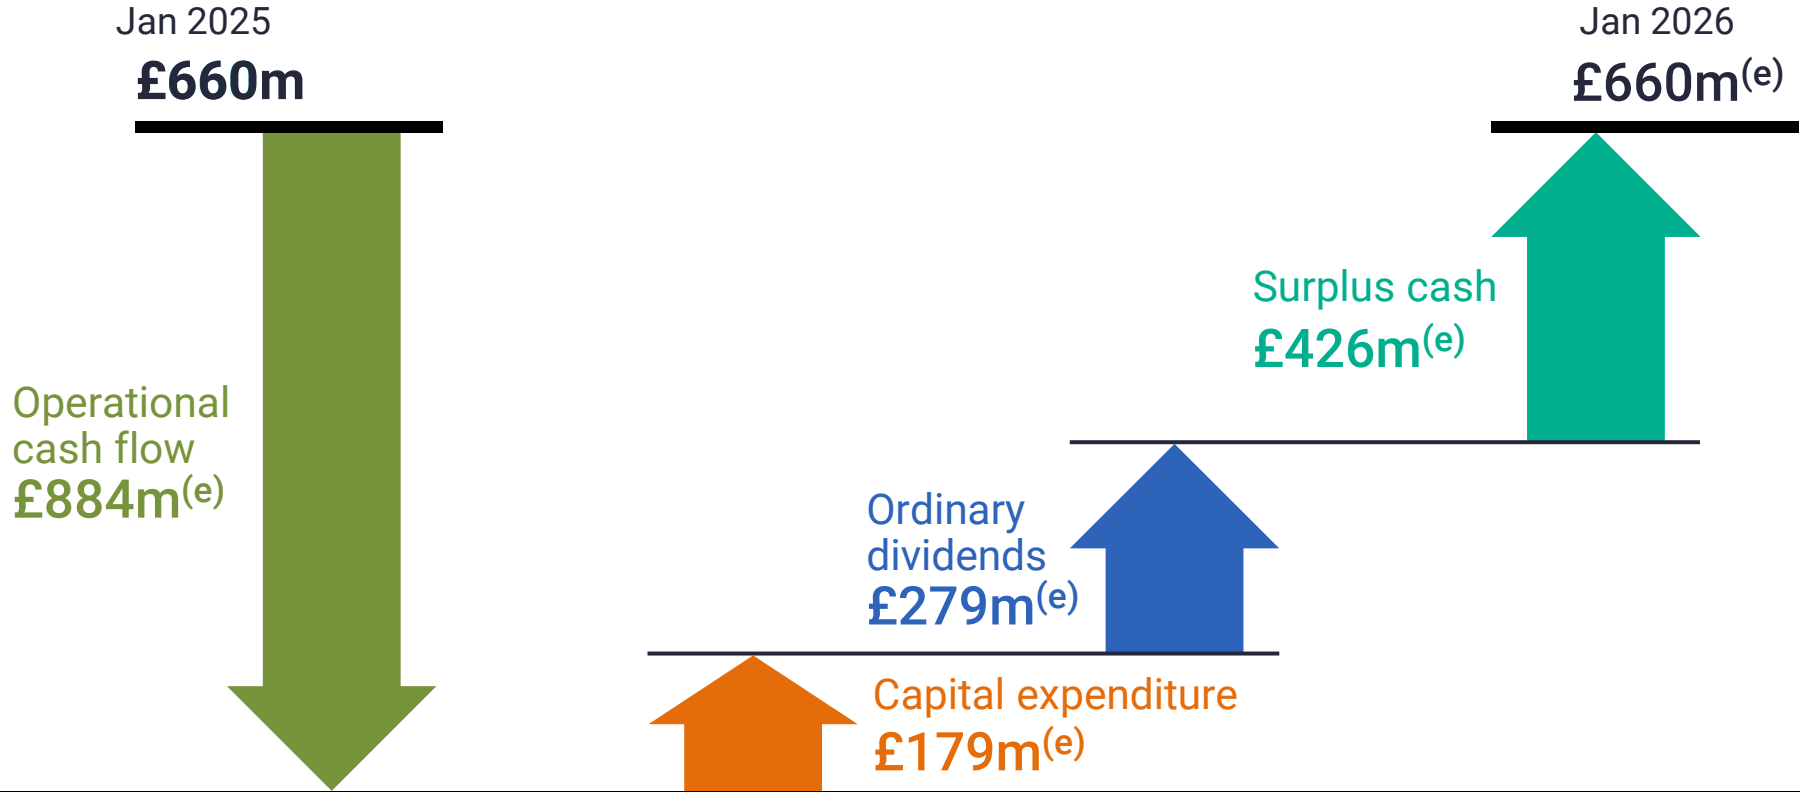 Jan 2025
£660m
Jan 2026
£660m(e)
Surplus cash
£426m(e)
Operational
cash flow
£884m(e)
Ordinary
dividends
£279m(e)
Capital expenditure
£179m(e)